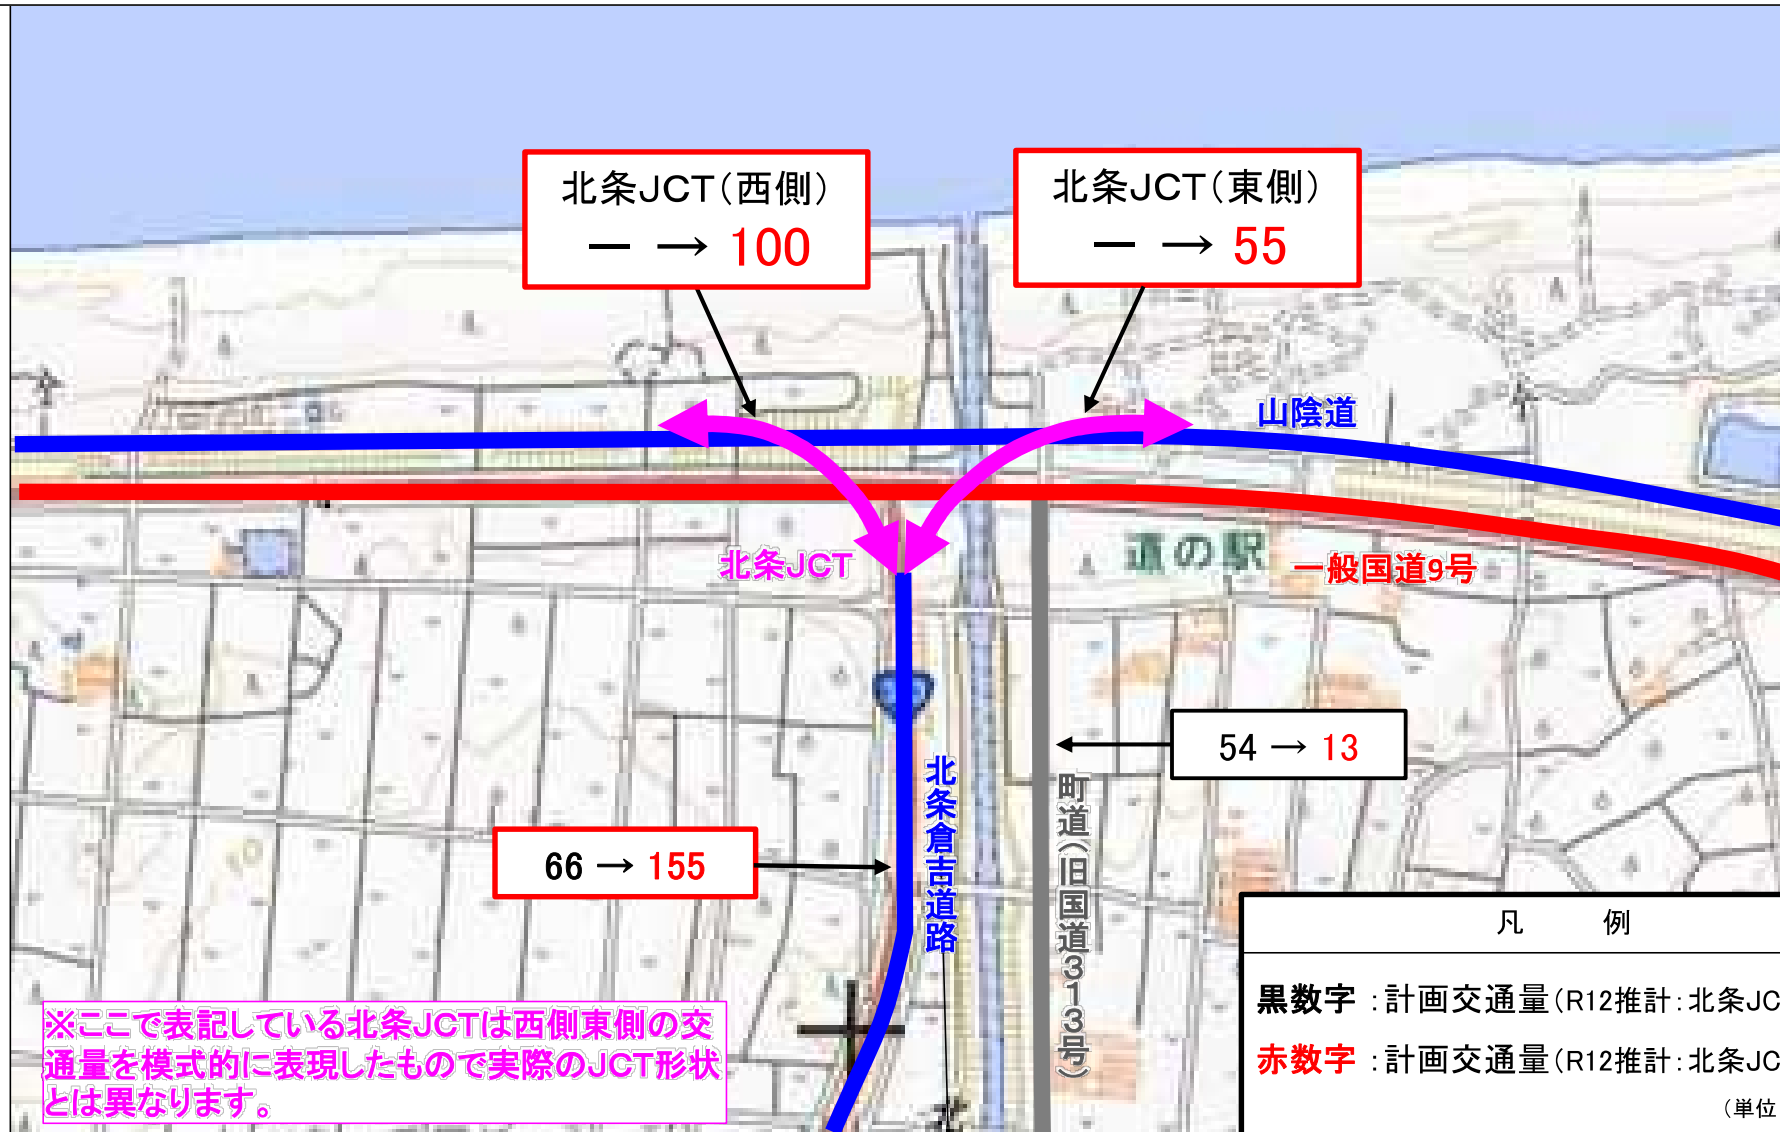 北条JCT（西側）
— → 100
北条JCT（東側）
— → 55
山陰道
北条JCT
道の駅
一般国道9号
54 → 13
66 → 155
北条倉吉道路
町道（旧国道313号）
凡　例
黒数字：計画交通量（R12推計：北条JC
赤数字：計画交通量（R12推計：北条JC
（単位
※ここで表記している北条JCTは西側東側の交
通量を模式的に表現したもので実際のJCT形状
とは異なります。
10